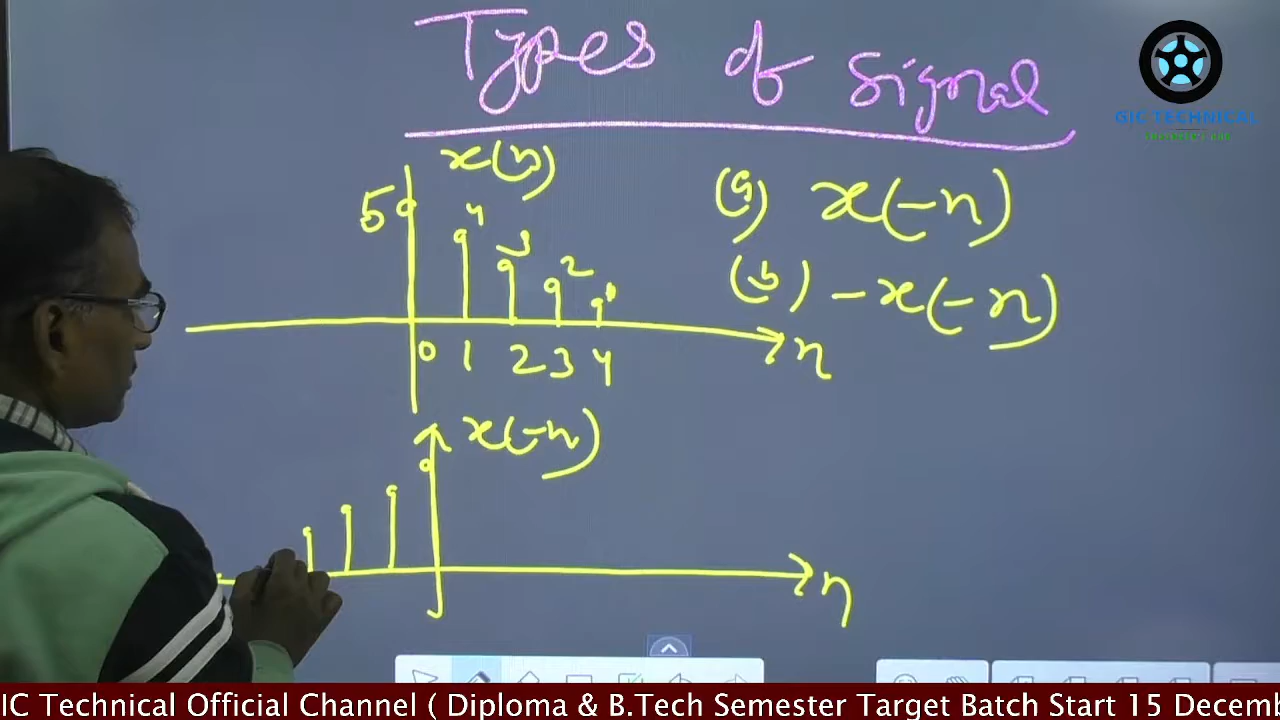 Types of signal
x(n)
(a) x(-n)
5
4
3
2
1
(b) -x(-n)
0 1 2 3 4
n
x(-n)
n
GIC TECHNICAL
IC Technical Official Channel ( Diploma & B.Tech Semester Target Batch Start 15 Decem